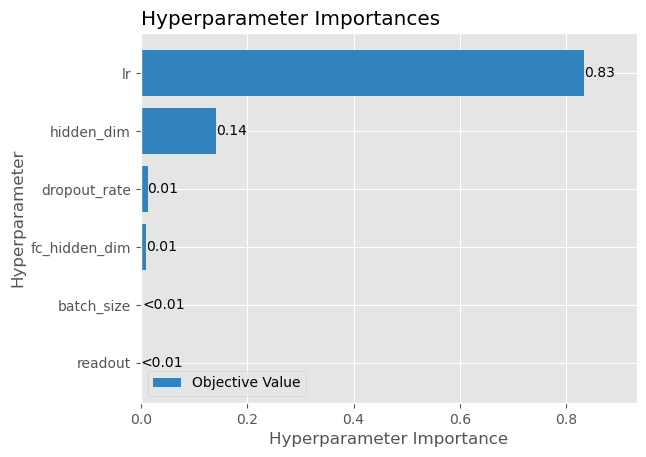 Hyperparameter Importances
lr
0.83
hidden_dim
0.14
dropout_rate
0.01
fc_hidden_dim
0.01
batch_size
<0.01
readout
<0.01
Objective Value
0.0
0.2
0.4
0.6
0.8
Hyperparameter Importance
Hyperparameter